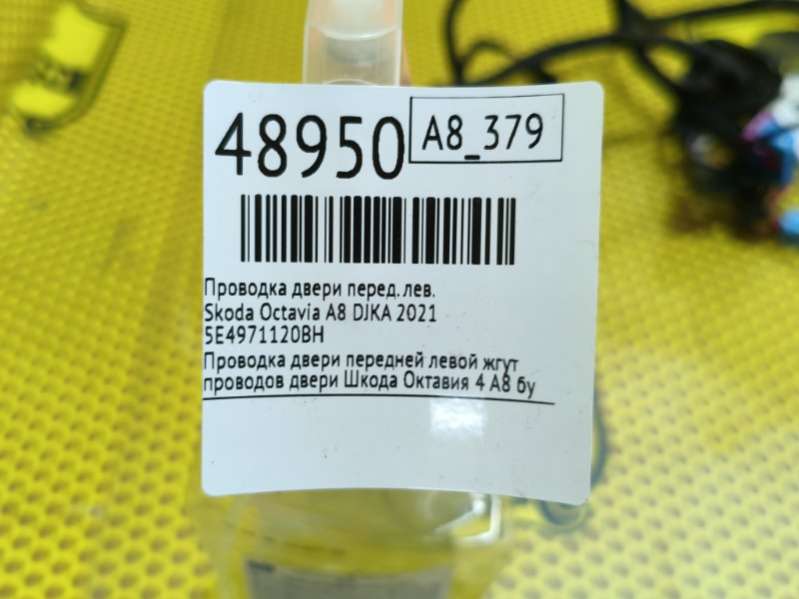 48950
A8_379
Проводка двери перед.лев.
Skoda Octavia A8 DJKA 2021
5E4971120BH
Проводка двери передней левой жгут
проводов двери Шкода Октавия 4 А8 бу